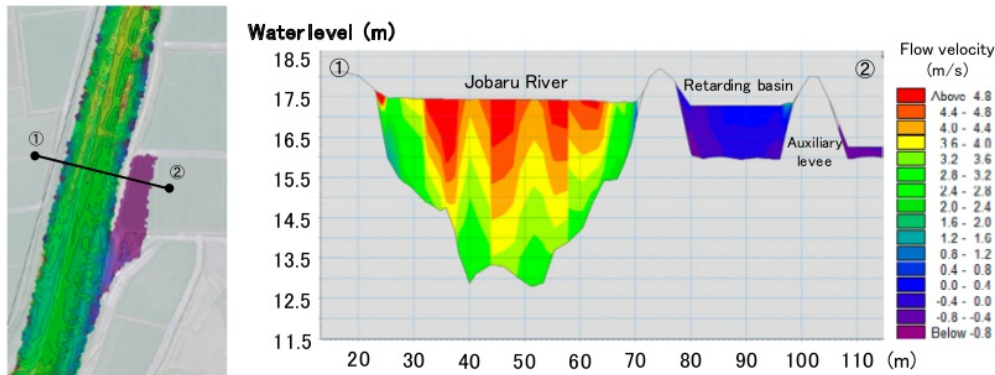 ①
②
Water level (m)
18.5
17.5
16.5
15.5
14.5
13.5
12.5
11.5
①
Jobaru River
Retarding basin
②
Auxiliary
levee
20 30 40 50 60 70 80 90 100 110 (m)
Flow velocity
(m/s)
Above 4.8
4.4 - 4.8
4.0 - 4.4
3.6 - 4.0
3.2 - 3.6
2.8 - 3.2
2.4 - 2.8
2.0 - 2.4
1.6 - 2.0
1.2 - 1.6
0.8 - 1.2
0.4 - 0.8
0.0 - 0.4
-0.4 - 0.0
-0.8 - -0.4
Below -0.8